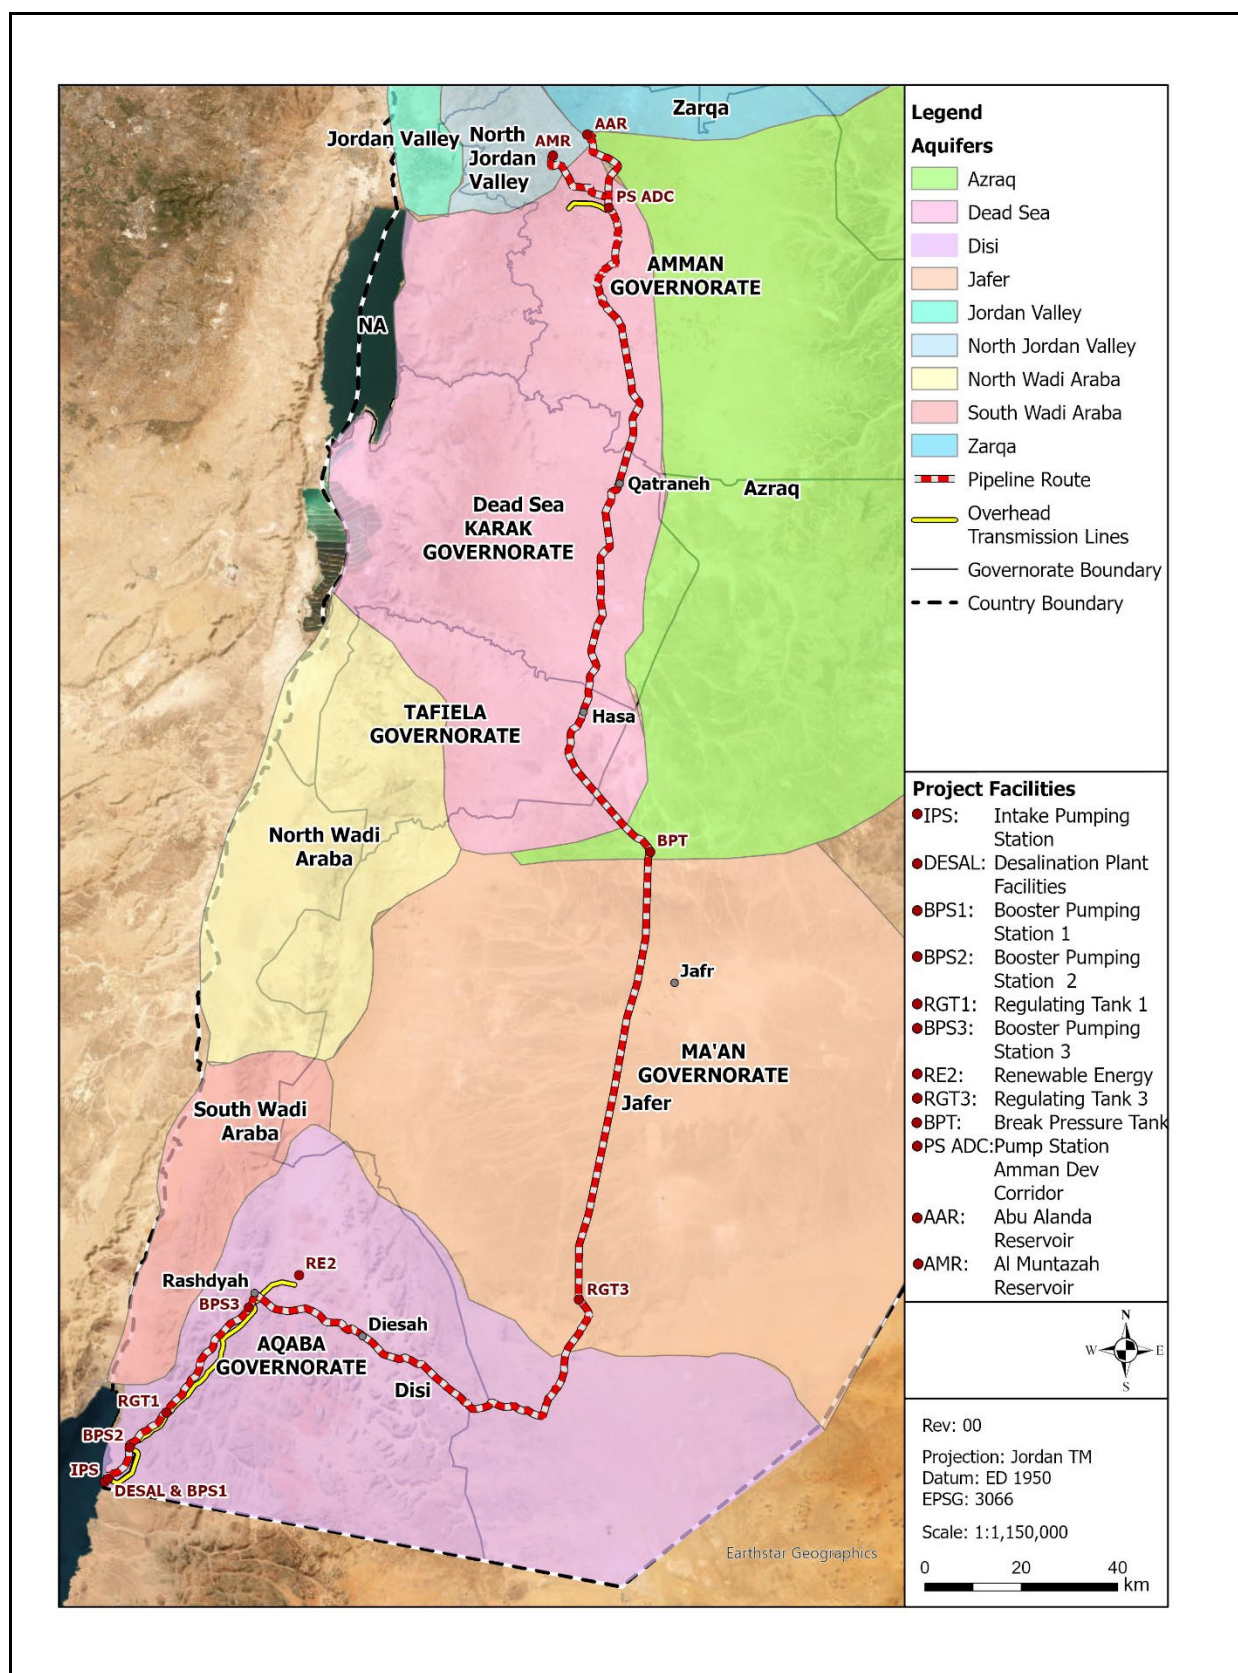 Zarqa
AAR
Jordan Valley
North
Jordan
Valley
AMR
PS ADC
AMMAN
GOVERNORATE
NA
Qatraneh
Azraq
Dead Sea
KARAK
GOVERNORATE
TAFIELA
GOVERNORATE
Hasa
North Wadi
Araba
BPT
Jafr
MA'AN
GOVERNORATE
Jafer
South Wadi
Araba
RE2
Rashdyah
BPS3
RGT3
Diesah
AQABA
GOVERNORATE
Disi
RGT1
BPS2
IPS
DESAL & BPS1
Earthstar Geographics
Legend
Aquifers
Azraq
Dead Sea
Disi
Jafer
Jordan Valley
North Jordan Valley
North Wadi Araba
South Wadi Araba
Zarqa
Pipeline Route
Overhead
Transmission Lines
Governorate Boundary
Country Boundary
Project Facilities
IPS: Intake Pumping
Station
DESAL: Desalination Plant
Facilities
BPS1: Booster Pumping
Station 1
BPS2: Booster Pumping
Station 2
RGT1: Regulating Tank 1
BPS3: Booster Pumping
Station 3
RE2: Renewable Energy
RGT3: Regulating Tank 3
BPT: Break Pressure Tank
PS ADC: Pump Station
Amman Dev
Corridor
AAR: Abu Alanda
Reservoir
AMR: Al Muntazah
Reservoir
N
W E
S
Rev: 00
Projection: Jordan TM
Datum: ED 1950
EPSG: 3066
Scale: 1:1,150,000
0 20 40
km